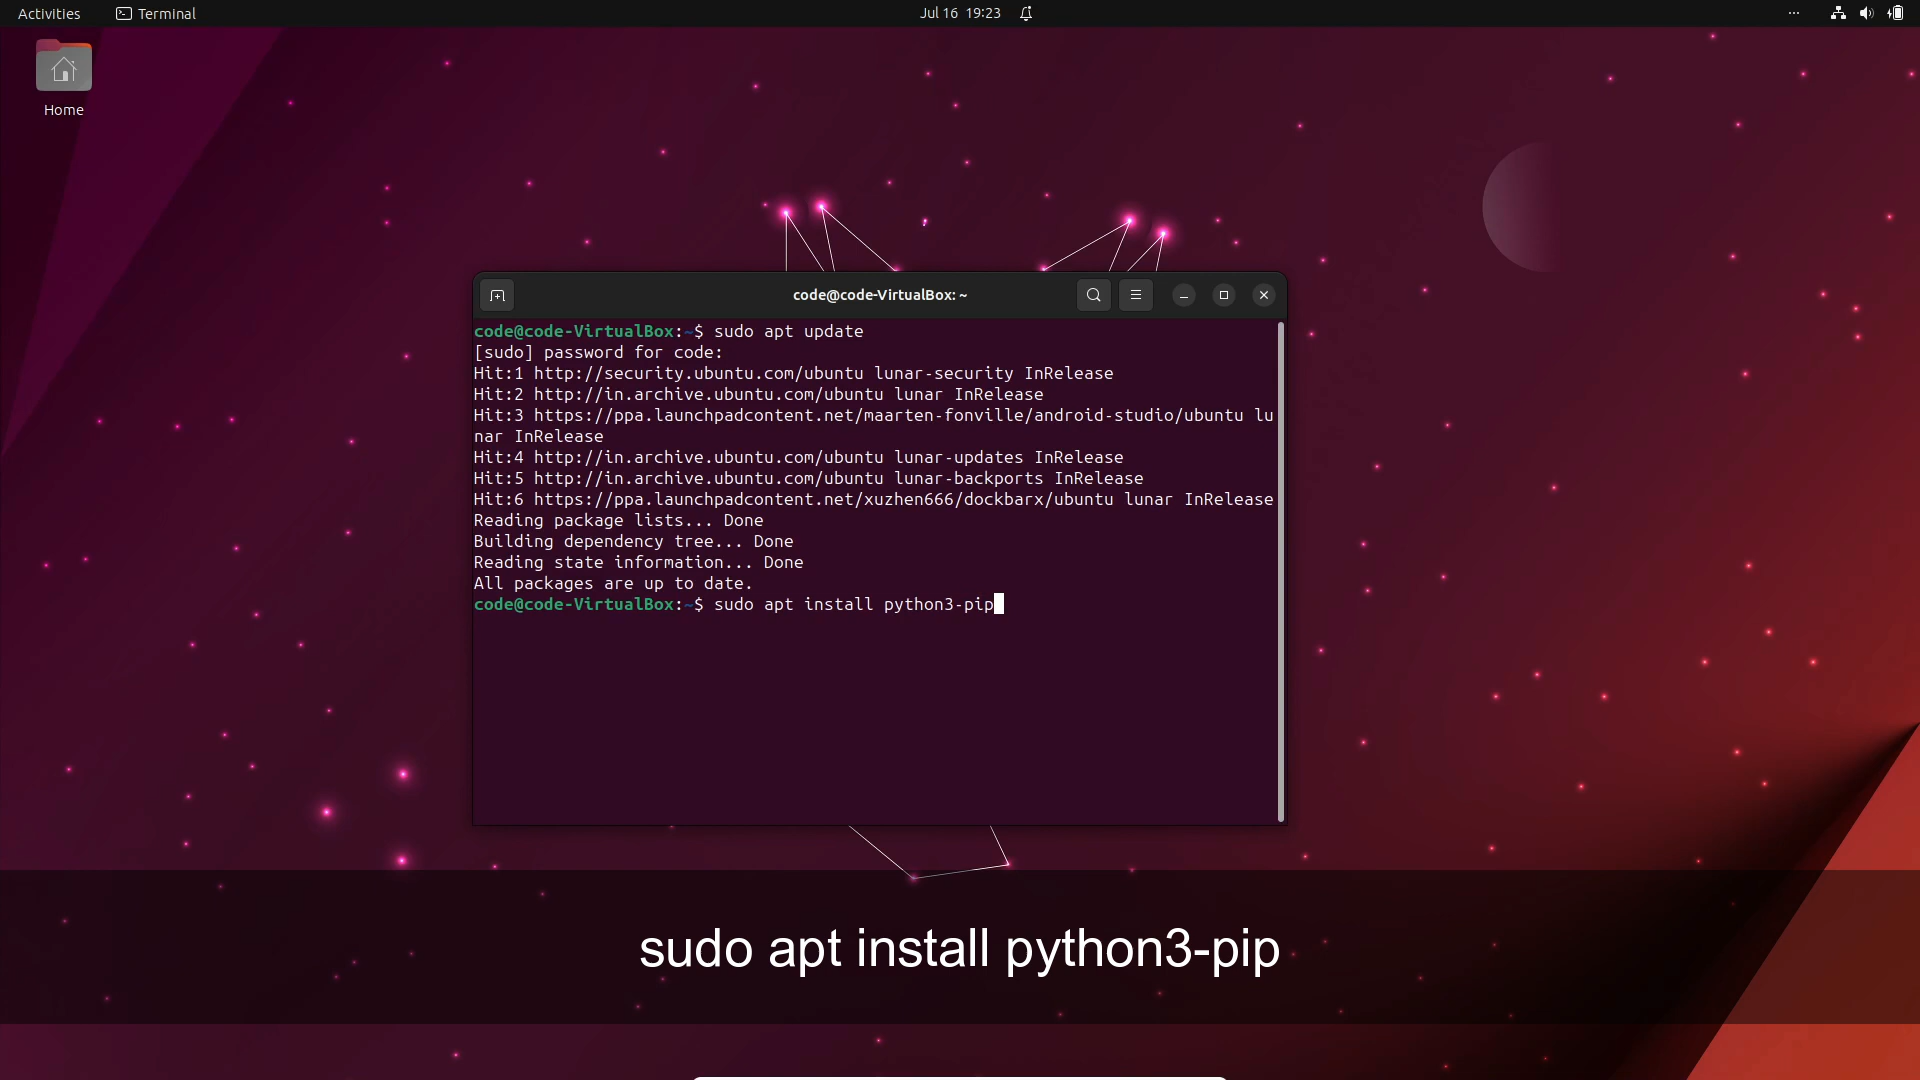 Activities
Terminal
Jul 16 19:23
Home
code@code-VirtualBox: ~
code@code-VirtualBox:~$ sudo apt update
[sudo] password for code:
Hit:1 http://security.ubuntu.com/ubuntu lunar-security InRelease
Hit:2 http://in.archive.ubuntu.com/ubuntu lunar InRelease
Hit:3 https://ppa.launchpadcontent.net/maarten-fonville/android-studio/ubuntu lu
nar InRelease
Hit:4 http://in.archive.ubuntu.com/ubuntu lunar-updates InRelease
Hit:5 http://in.archive.ubuntu.com/ubuntu lunar-backports InRelease
Hit:6 https://ppa.launchpadcontent.net/xuzhen666/dockbarx/ubuntu lunar InRelease
Reading package lists... Done
Building dependency tree... Done
Reading state information... Done
All packages are up to date.
code@code-VirtualBox:~$ sudo apt install python3-pip
sudo apt install python3-pip